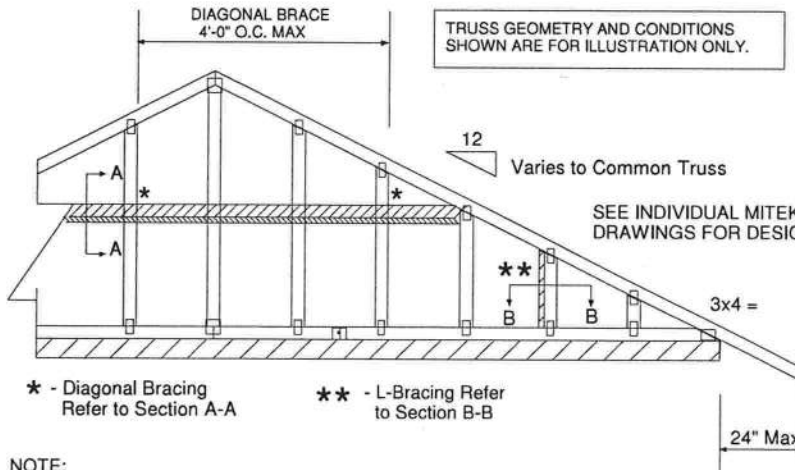 DIAGONAL BRACE
4'-0" O.C. MAX
TRUSS GEOMETRY AND CONDITIONS
SHOWN ARE FOR ILLUSTRATION ONLY.
12
Varies to Common Truss
A
*
*
A
SEE INDIVIDUAL MITEK
DRAWINGS FOR DESIG
**
B
B
3x4 =
* - Diagonal Bracing
Refer to Section A-A
** - L-Bracing Refer
to Section B-B
24" Max
NOTE: